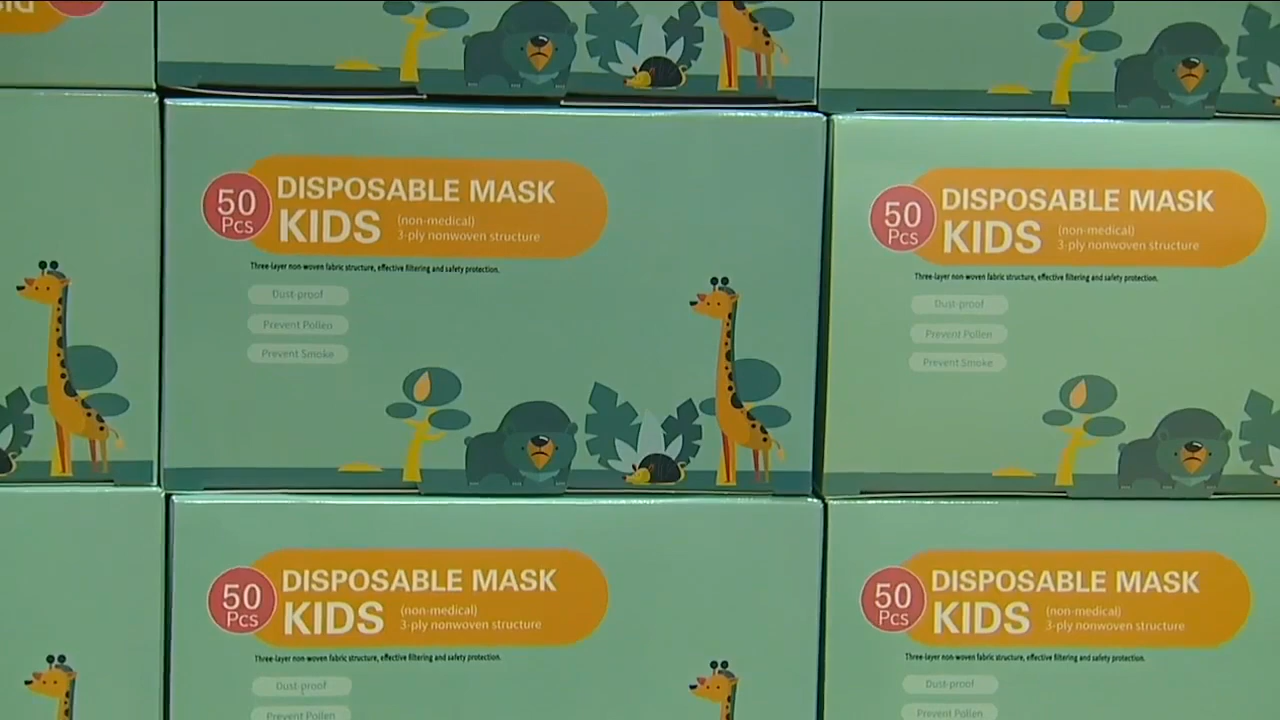 50
Pcs
DISPOSABLE MASK
KIDS
(non-medical)
3-ply nonwoven structure
Three-layer non-woven fabric structure, effective filtering and safety protection.
Dust-proof
Prevent Pollen
Prevent Smoke
50
Pcs
DISPOSABLE MASK
KIDS
(non-medical)
3-ply nonwoven structure
Three-layer non-woven fabric structure, effective filtering and safety protection.
Dust-proof
Prevent Pollen
Prevent Smoke
50
Pcs
DISPOSABLE MASK
KIDS
(non-medical)
3-ply nonwoven structure
Three-layer non-woven fabric structure, effective filtering and safety protection.
Dust-proof
Prevent Pollen
50
Pcs
DISPOSABLE MASK
KIDS
(non-medical)
3-ply nonwoven structure
Three-layer non-woven fabric structure, effective filtering and safety protection.
Dust-proof
Prevent Pollen